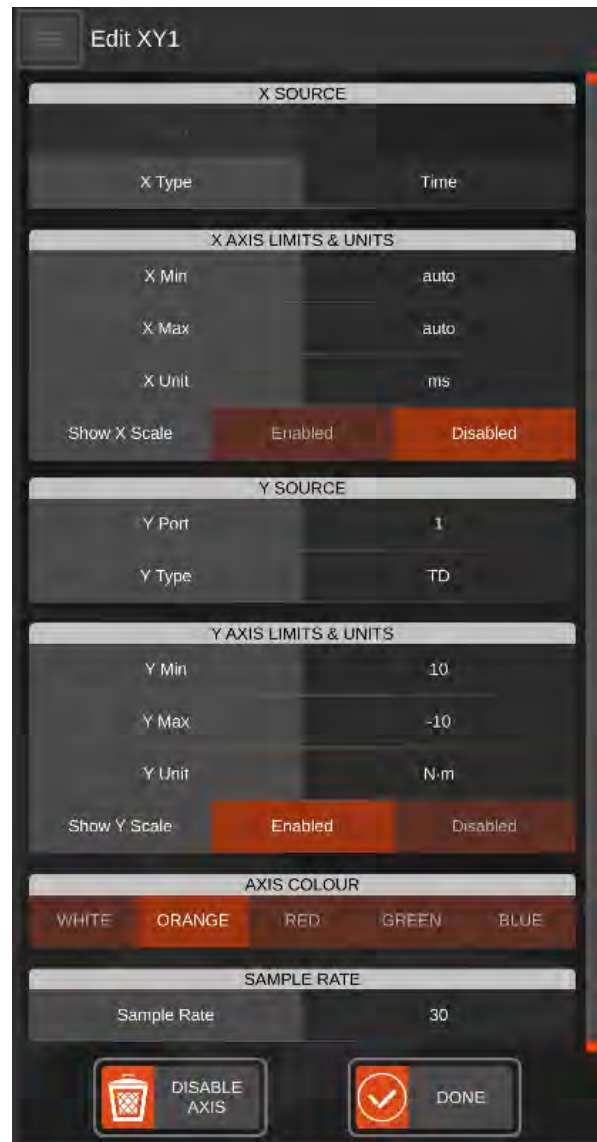 Edit XY1
X SOURCE
X Type Time
X AXIS LIMITS & UNITS
X Min auto
X Max auto
X Unit ms
Show X Scale Enabled Disabled
Y SOURCE
Y Port 1
Y Type TD
Y AXIS LIMITS & UNITS
Y Min 10
Y Max -10
Y Unit N·m
Show Y Scale Enabled Disabled
AXIS COLOUR
WHITE ORANGE RED GREEN BLUE
SAMPLE RATE
Sample Rate 30
DISABLE
AXIS DONE